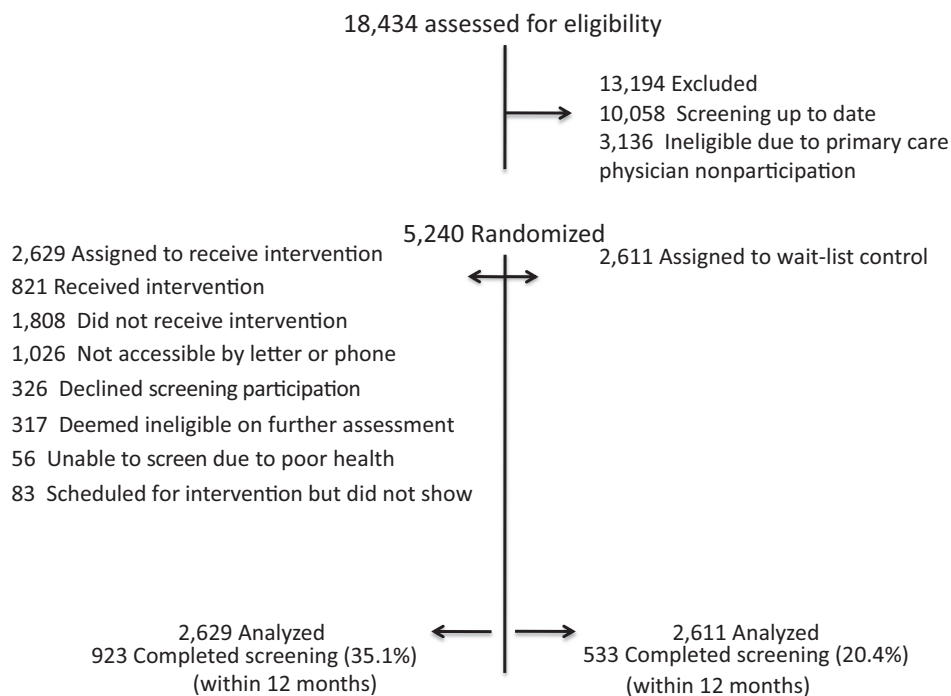 18,434 assessed for eligibility
13,194 Excluded
10,058 Screening up to date
3,136 Ineligible due to primary care
physician nonparticipation
5,240 Randomized
2,629 Assigned to receive intervention
821 Received intervention
1,808 Did not receive intervention
1,026 Not accessible by letter or phone
326 Declined screening participation
317 Deemed ineligible on further assessment
56 Unable to screen due to poor health
83 Scheduled for intervention but did not show
2,611 Assigned to wait-list control
2,629 Analyzed
923 Completed screening (35.1%)
(within 12 months)
2,611 Analyzed
533 Completed screening (20.4%)
(within 12 months)